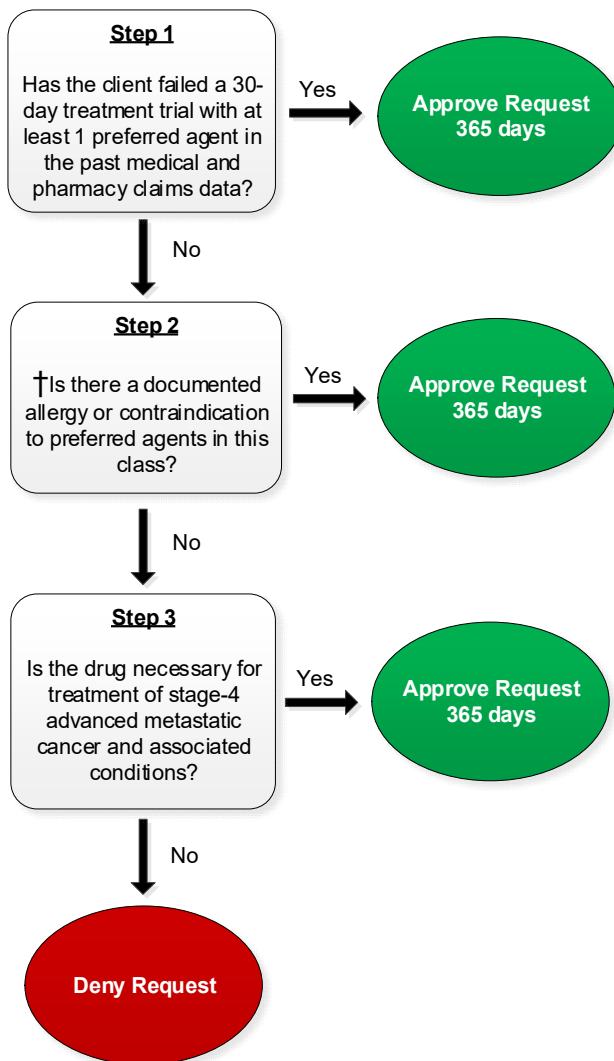 Step 1
Has the client failed a 30-
day treatment trial with at
least 1 preferred agent in
the past medical and
pharmacy claims data?
Yes
Approve Request
365 days
No
Step 2
†Is there a documented
allergy or contraindication
to preferred agents in this
class?
Yes
Approve Request
365 days
No
Step 3
Is the drug necessary for
treatment of stage-4
advanced metastatic
cancer and associated
conditions?
Yes
Approve Request
365 days
No
Deny Request